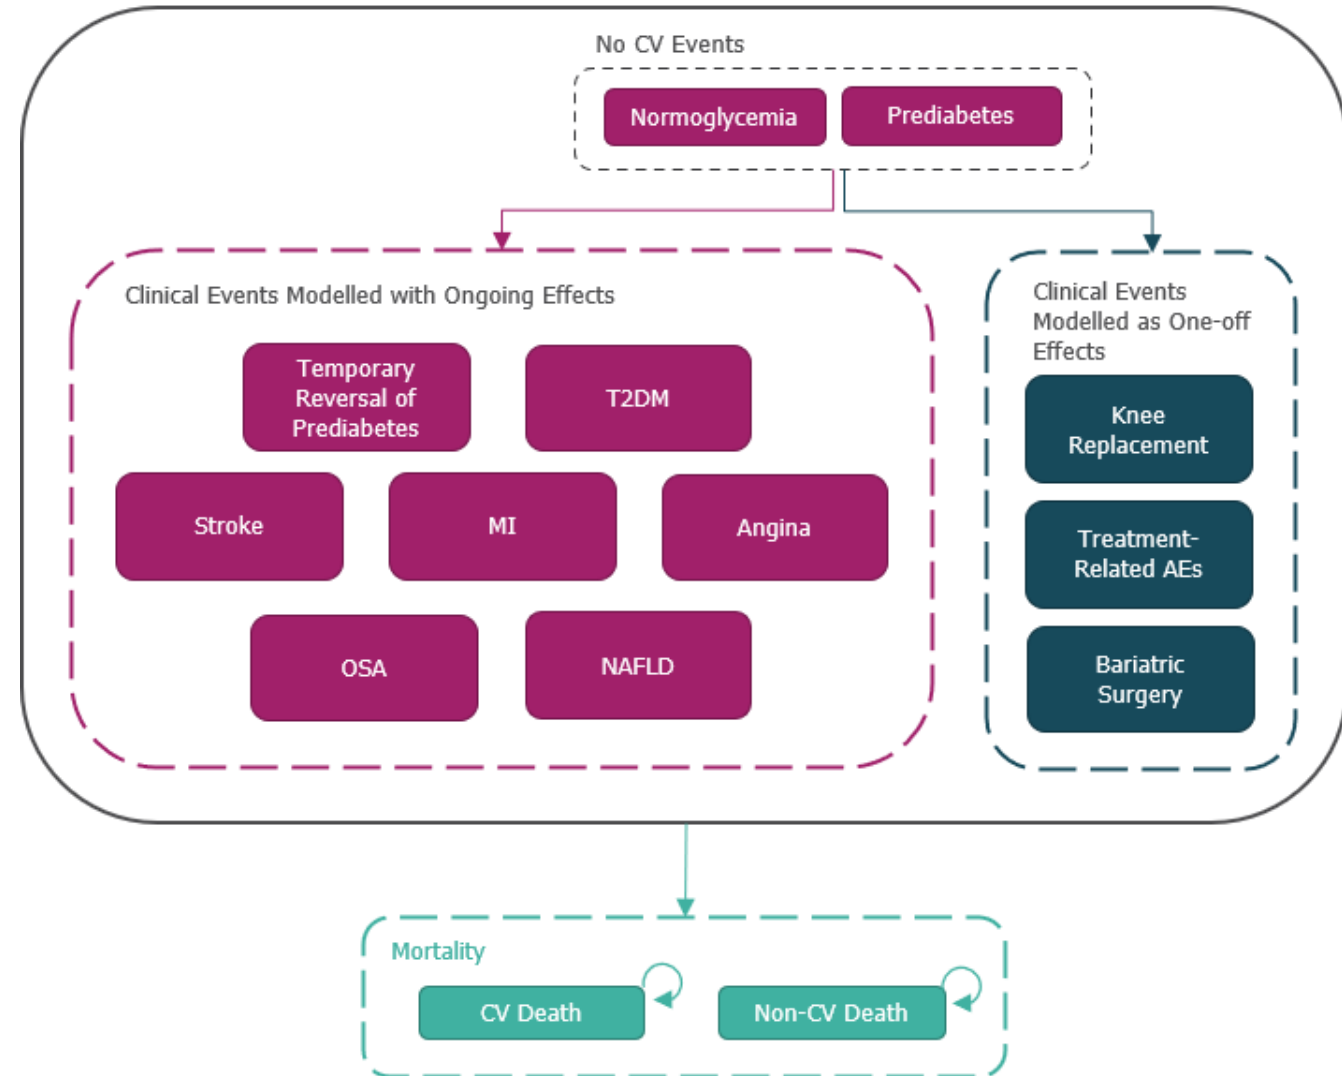 No CV Events
Normoglycemia
Prediabetes
Clinical Events Modelled with Ongoing Effects
Temporary
Reversal of
Prediabetes
T2DM
Stroke
MI
Angina
OSA
NAFLD
Clinical Events
Modelled as One-off
Effects
Knee
Replacement
Treatment-
Related AEs
Bariatric
Surgery
Mortality
CV Death
Non-CV Death